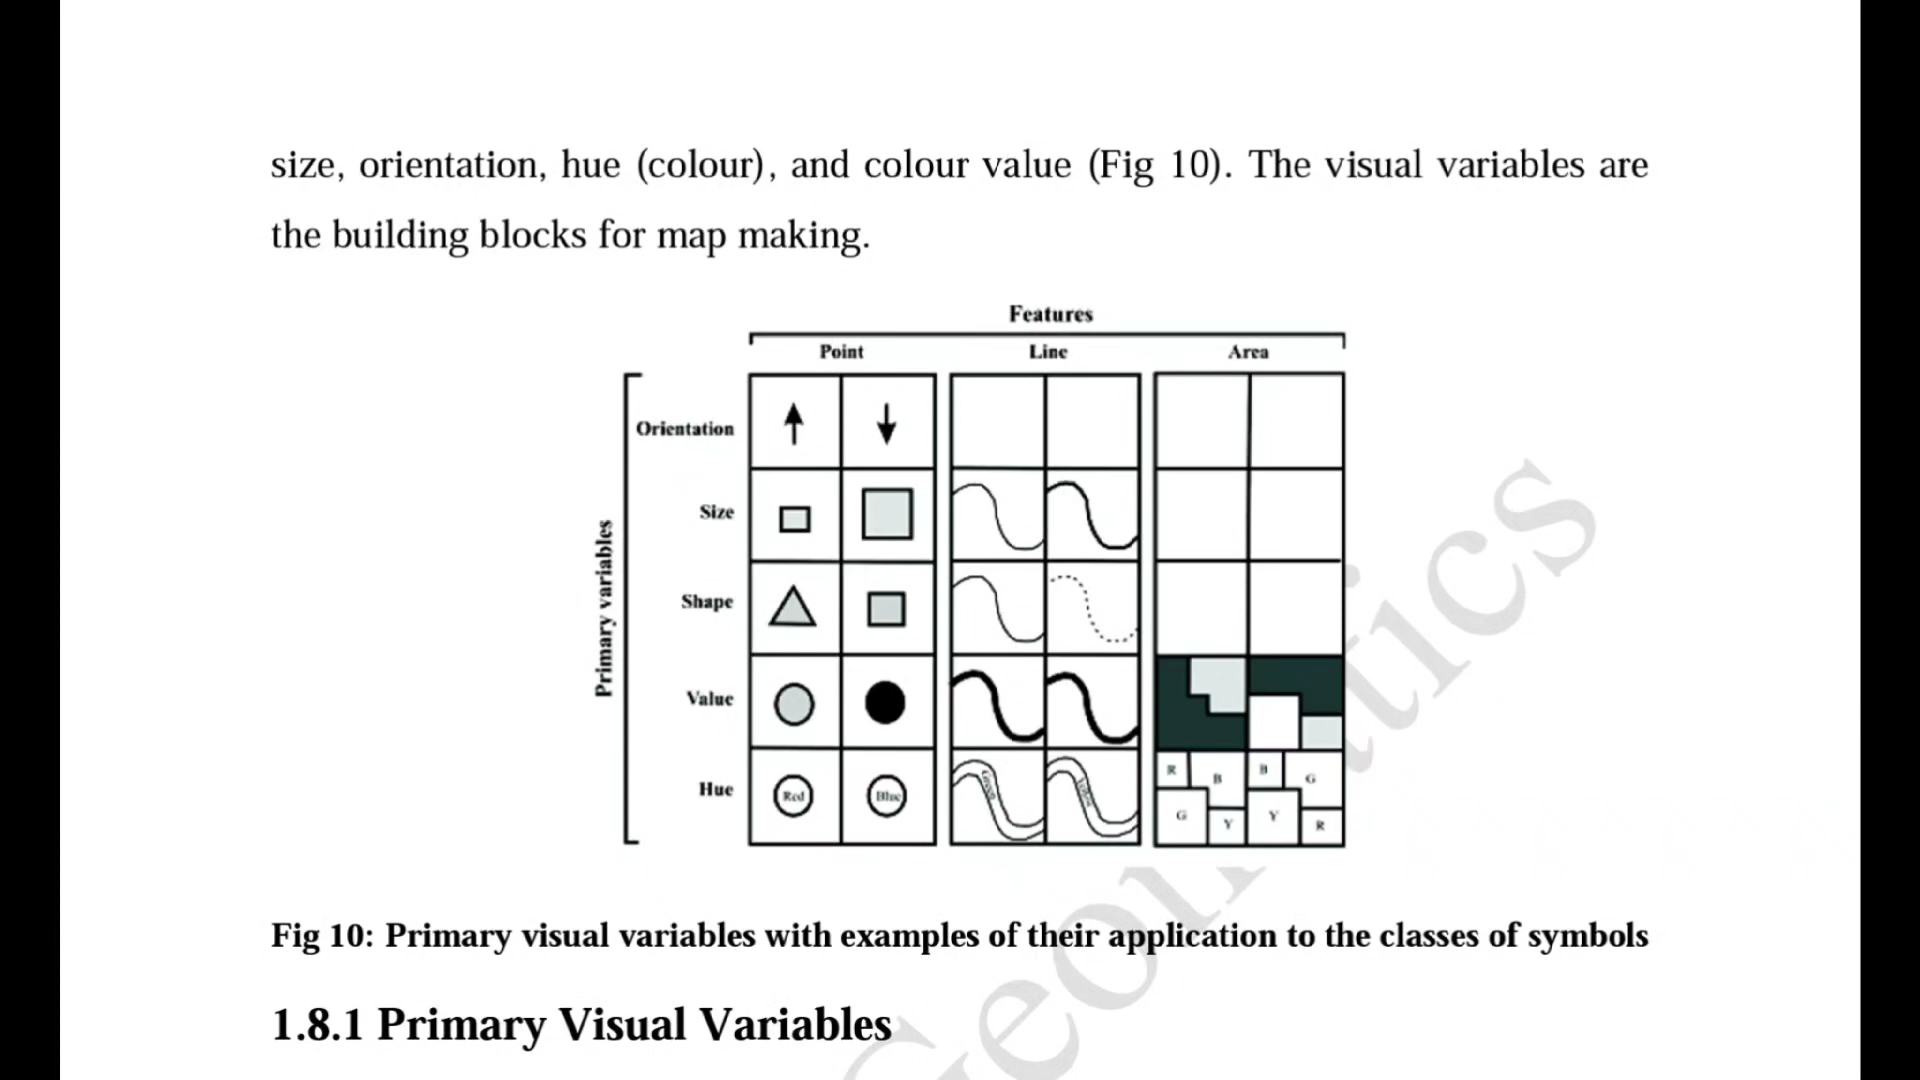 size, orientation, hue (colour), and colour value (Fig 10). The visual variables are
the building blocks for map making.
Features
Point Line Area
Primary variables
Orientation
Size
Shape
Value
Hue
Red Blue Green
R B B G
G Y Y R
Fig 10: Primary visual variables with examples of their application to the classes of symbols
1.8.1 Primary Visual Variables